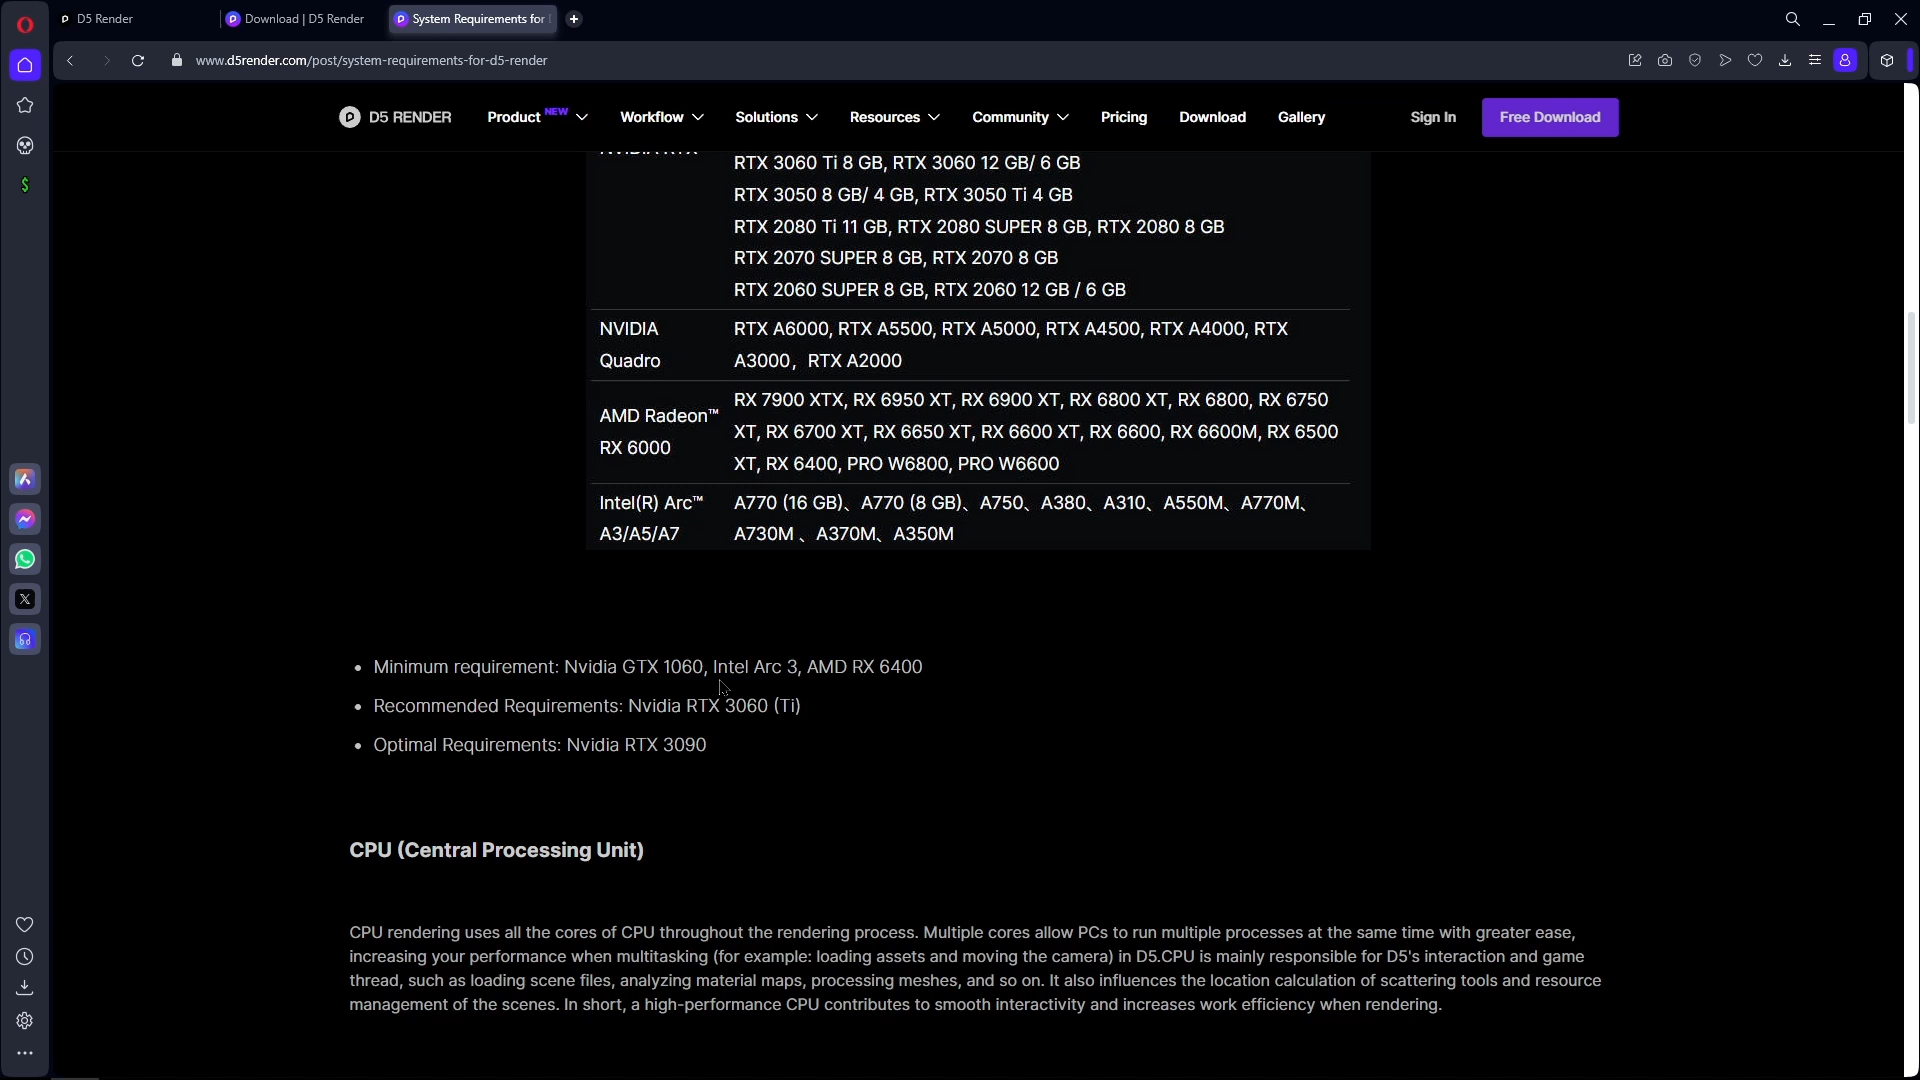 D5 Render
Download | D5 Render
System Requirements for
www.d5render.com/post/system-requirements-for-d5-render
D5 RENDER
Product NEW
Workflow
Solutions
Resources
Community
Pricing
Download
Gallery
Sign In
Free Download
RTX 3060 Ti 8 GB, RTX 3060 12 GB/ 6 GB
RTX 3050 8 GB/ 4 GB, RTX 3050 Ti 4 GB
RTX 2080 Ti 11 GB, RTX 2080 SUPER 8 GB, RTX 2080 8 GB
RTX 2070 SUPER 8 GB, RTX 2070 8 GB
RTX 2060 SUPER 8 GB, RTX 2060 12 GB / 6 GB
NVIDIA
Quadro
RTX A6000, RTX A5500, RTX A5000, RTX A4500, RTX A4000, RTX
A3000，RTX A2000
AMD Radeon™
RX 6000
RX 7900 XTX, RX 6950 XT, RX 6900 XT, RX 6800 XT, RX 6800, RX 6750
XT, RX 6700 XT, RX 6650 XT, RX 6600 XT, RX 6600, RX 6600M, RX 6500
XT, RX 6400, PRO W6800, PRO W6600
Intel(R) Arc™
A3/A5/A7
A770 (16 GB)、A770 (8 GB)、A750、A380、A310、A550M、A770M、
A730M 、A370M、A350M
• Minimum requirement: Nvidia GTX 1060, Intel Arc 3, AMD RX 6400
• Recommended Requirements: Nvidia RTX 3060 (Ti)
• Optimal Requirements: Nvidia RTX 3090
CPU (Central Processing Unit)
CPU rendering uses all the cores of CPU throughout the rendering process. Multiple cores allow PCs to run multiple processes at the same time with greater ease,
increasing your performance when multitasking (for example: loading assets and moving the camera) in D5.CPU is mainly responsible for D5's interaction and game
thread, such as loading scene files, analyzing material maps, processing meshes, and so on. It also influences the location calculation of scattering tools and resource
management of the scenes. In short, a high-performance CPU contributes to smooth interactivity and increases work efficiency when rendering.